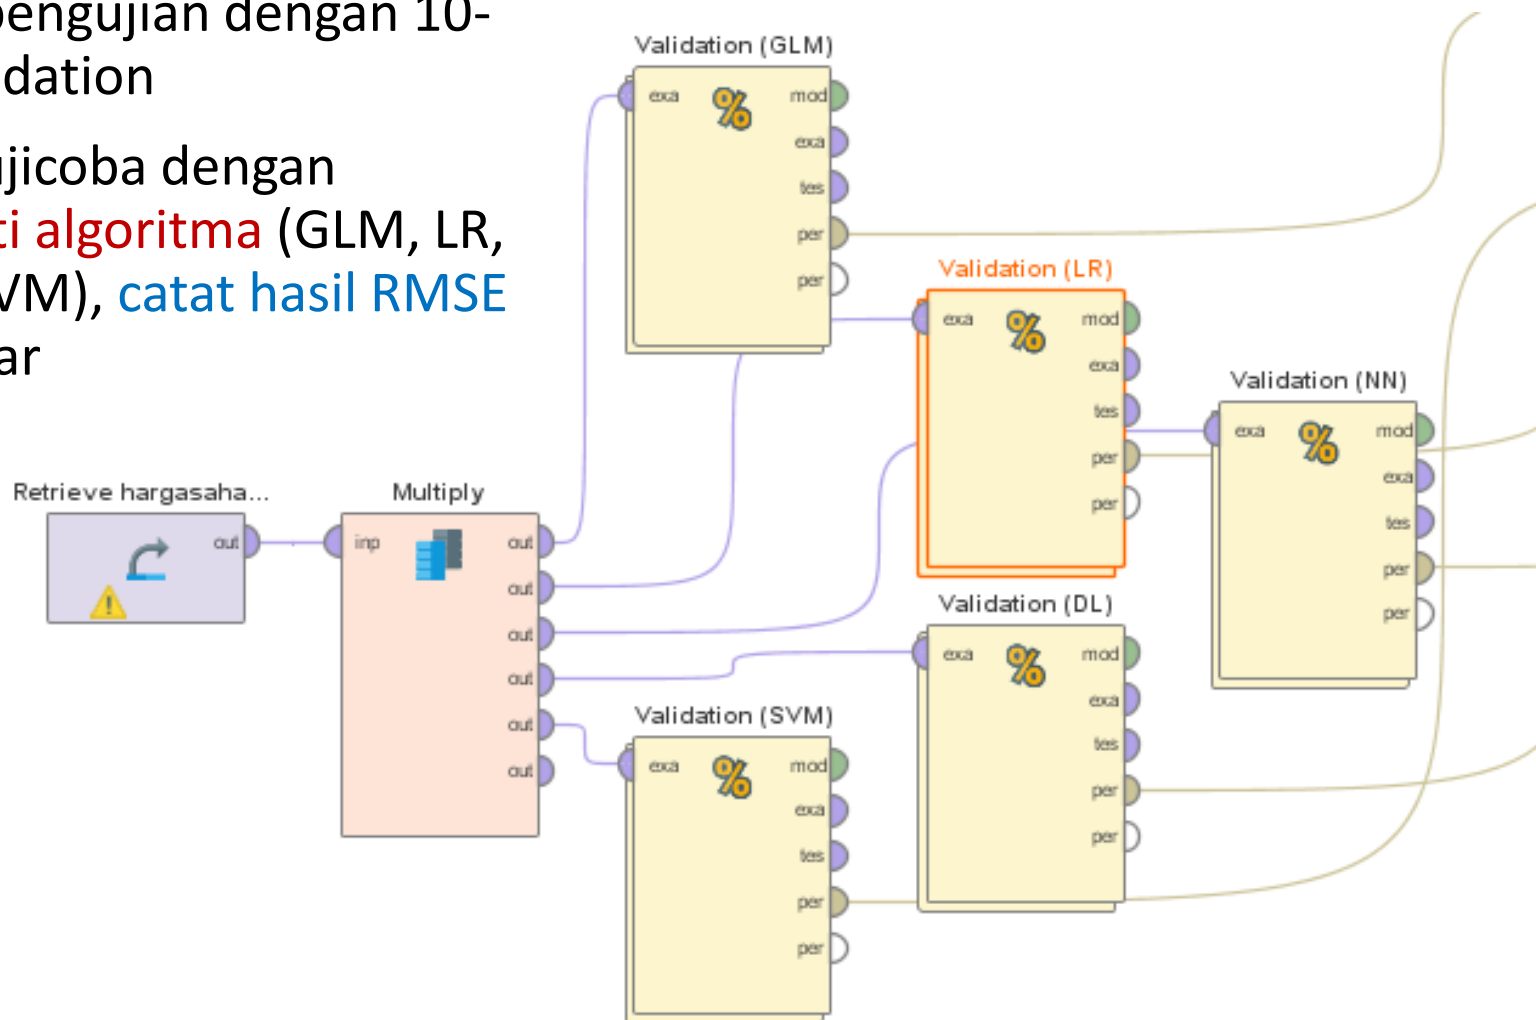 pengujian dengan 10-
dation
ujicoba dengan
ti algoritma (GLM, LR,
VM), catat hasil RMSE
ar
Validation (GLM)
exa
mod
exa
tes
per
per
Validation (LR)
exa
mod
exa
tes
per
per
Validation (NN)
exa
mod
exa
tes
per
per
Retrieve hargasaha...
out
Multiply
inp
out
out
out
out
out
out
Validation (DL)
exa
mod
exa
tes
per
per
Validation (SVM)
exa
mod
exa
tes
per
per